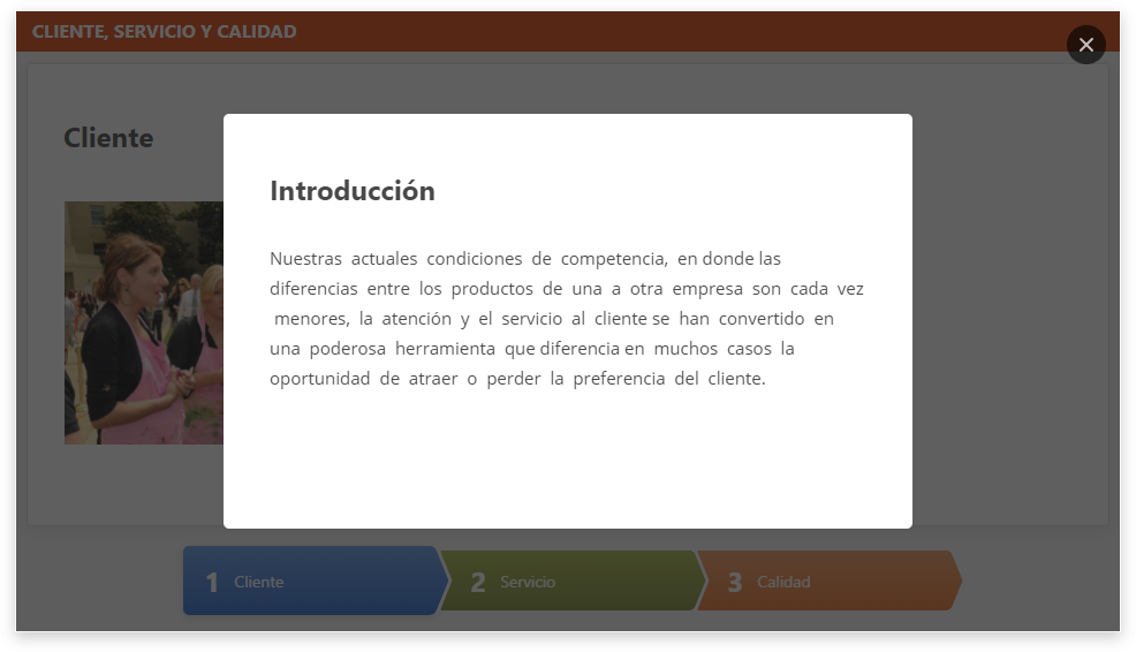 CLIENTE, SERVICIO Y CALIDAD
Cliente
Introducción
Nuestras actuales condiciones de competencia, en donde las
diferencias entre los productos de una a otra empresa son cada vez
menores, la atención y el servicio al cliente se han convertido en
una poderosa herramienta que diferencia en muchos casos la
oportunidad de atraer o perder la preferencia del cliente.
1 Cliente
2 Servicio
3 Calidad